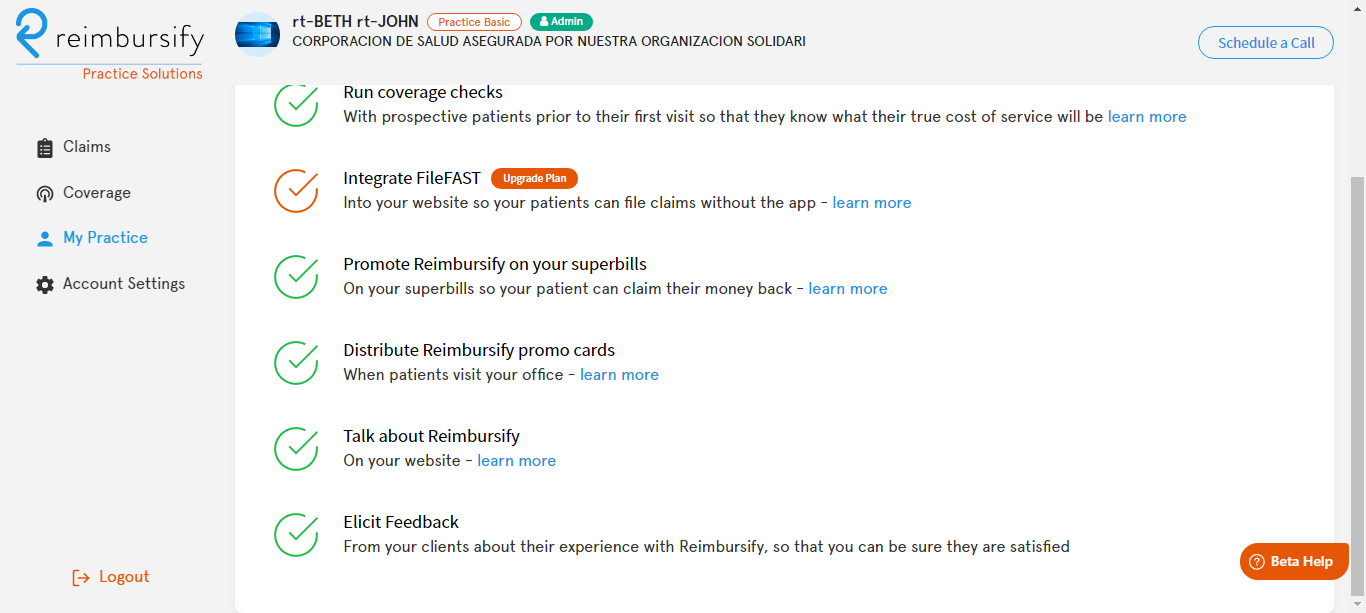 reimbursify
Practice Solutions
rt-BETH rt-JOHN Practice Basic Admin
CORPORACION DE SALUD ASEGURADA POR NUESTRA ORGANIZACION SOLIDARI
Schedule a Call
Claims
Coverage
My Practice
Account Settings
Logout
Run coverage checks
With prospective patients prior to their first visit so that they know what their true cost of service will be learn more
Integrate FileFAST Upgrade Plan
Into your website so your patients can file claims without the app - learn more
Promote Reimbursify on your superbills
On your superbills so your patient can claim their money back - learn more
Distribute Reimbursify promo cards
When patients visit your office - learn more
Talk about Reimbursify
On your website - learn more
Elicit Feedback
From your clients about their experience with Reimbursify, so that you can be sure they are satisfied
? Beta Help